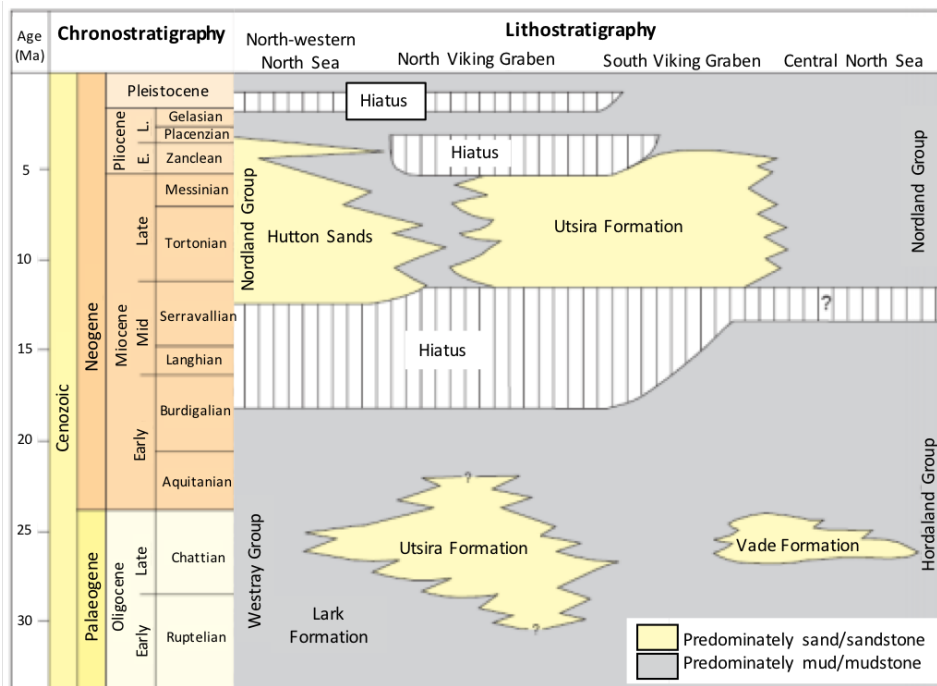 Age
(Ma)
Chronostratigraphy
Lithostratigraphy
North-western
North Sea
North Viking Graben
South Viking Graben
Central North Sea
5
10
15
20
25
30
Cenozoic
Neogene
Palaeogene
Pliocene
Miocene
Oligocene
L.
E.
Late
Mid
Early
Late
Early
Pleistocene
Gelasian
Placenzian
Zanclean
Messinian
Tortonian
Serravallian
Langhian
Burdigalian
Aquitanian
Chattian
Ruptelian
Hiatus
Hiatus
Nordland Group
Hutton Sands
Utsira Formation
Nordland Group
?
Hiatus
?
Utsira Formation
Vade Formation
Westray Group
Hordaland Group
Lark
Formation
?
Predominately sand/sandstone
Predominately mud/mudstone